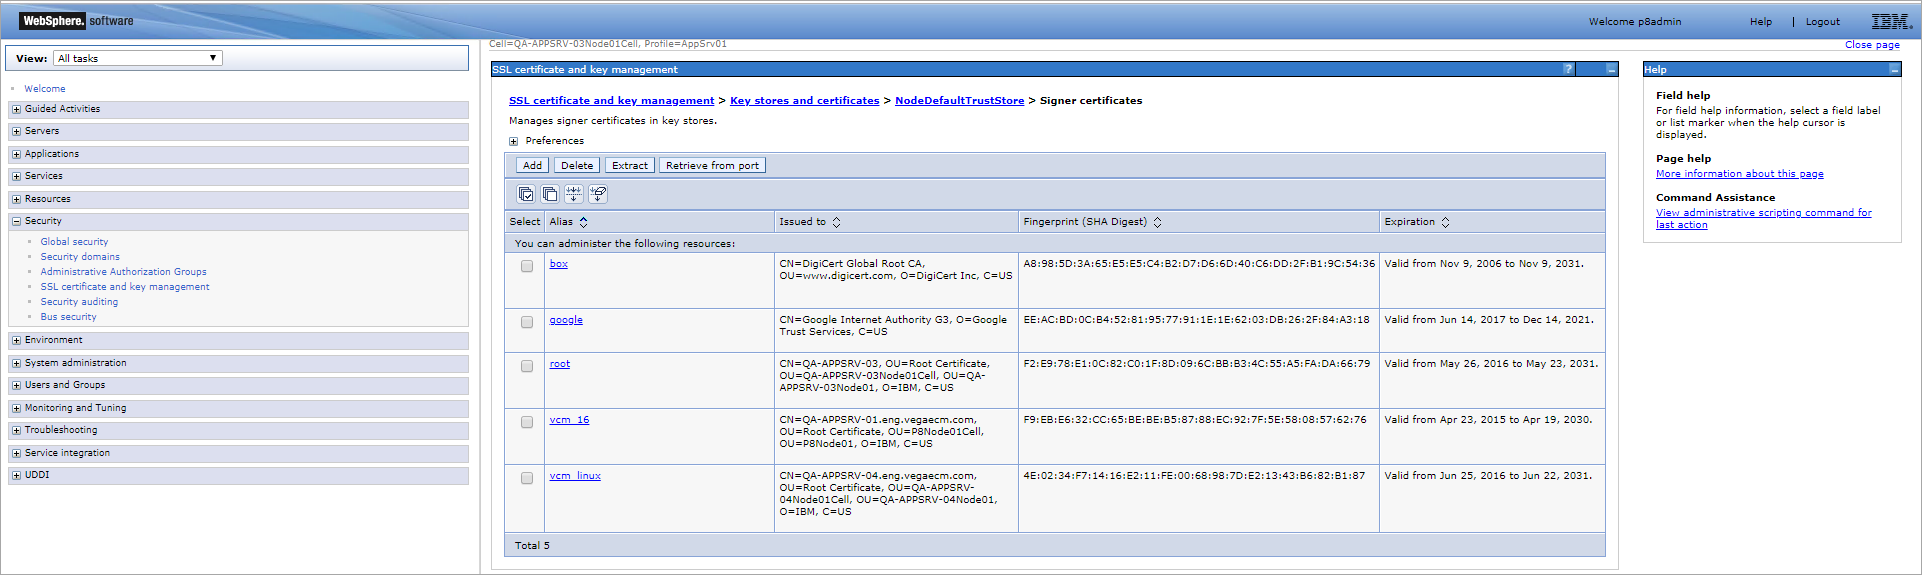 WebSphere. software
Welcome p8admin
Help | Logout
IBM.
View: All tasks
Welcome
Guided Activities
Servers
Applications
Services
Resources
Security
Global security
Security domains
Administrative Authorization Groups
SSL certificate and key management
Security auditing
Bus security
Environment
System administration
Users and Groups
Monitoring and Tuning
Troubleshooting
Service integration
UDDI
Cell=QA-APPSRV-03Node01Cell, Profile=AppSrv01
Close page
SSL certificate and key management
?
SSL certificate and key management > Key stores and certificates > NodeDefaultTrustStore > Signer certificates
Manages signer certificates in key stores.
Preferences
Add Delete Extract Retrieve from port
Select Alias Issued to Fingerprint (SHA Digest) Expiration
You can administer the following resources:
box
CN=DigiCert Global Root CA,
OU=www.digicert.com, O=DigiCert Inc, C=US
A8:98:5D:3A:65:E5:E5:C4:B2:D7:D6:6D:40:C6:DD:2F:B1:9C:54:36
Valid from Nov 9, 2006 to Nov 9, 2031.
google
CN=Google Internet Authority G3, O=Google
Trust Services, C=US
EE:AC:BD:0C:B4:52:81:95:77:91:1E:1E:62:03:DB:26:2F:84:A3:18
Valid from Jun 14, 2017 to Dec 14, 2021.
root
CN=QA-APPSRV-03, OU=Root Certificate,
OU=QA-APPSRV-03Node01Cell, OU=QA-
APPSRV-03Node01, O=IBM, C=US
F2:E9:78:E1:0C:82:C0:1F:8D:09:6C:BB:B3:4C:55:A5:FA:DA:66:79
Valid from May 26, 2016 to May 23, 2031.
vcm_16
CN=QA-APPSRV-01.eng.vegaecm.com,
OU=Root Certificate, OU=P8Node01Cell,
OU=P8Node01, O=IBM, C=US
F9:EB:E6:32:CC:65:BE:BE:B5:87:88:EC:92:7F:5E:58:08:57:62:76
Valid from Apr 23, 2015 to Apr 19, 2030.
vcm_linux
CN=QA-APPSRV-04.eng.vegaecm.com,
OU=Root Certificate, OU=QA-APPSRV-
04Node01Cell, OU=QA-APPSRV-04Node01,
O=IBM, C=US
4E:02:34:F7:14:16:E2:11:FE:00:68:98:7D:E2:13:43:B6:82:B1:87
Valid from Jun 25, 2016 to Jun 22, 2031.
Total 5
Help
Field help
For field help information, select a field label
or list marker when the help cursor is
displayed.
Page help
More information about this page
Command Assistance
View administrative scripting command for
last action